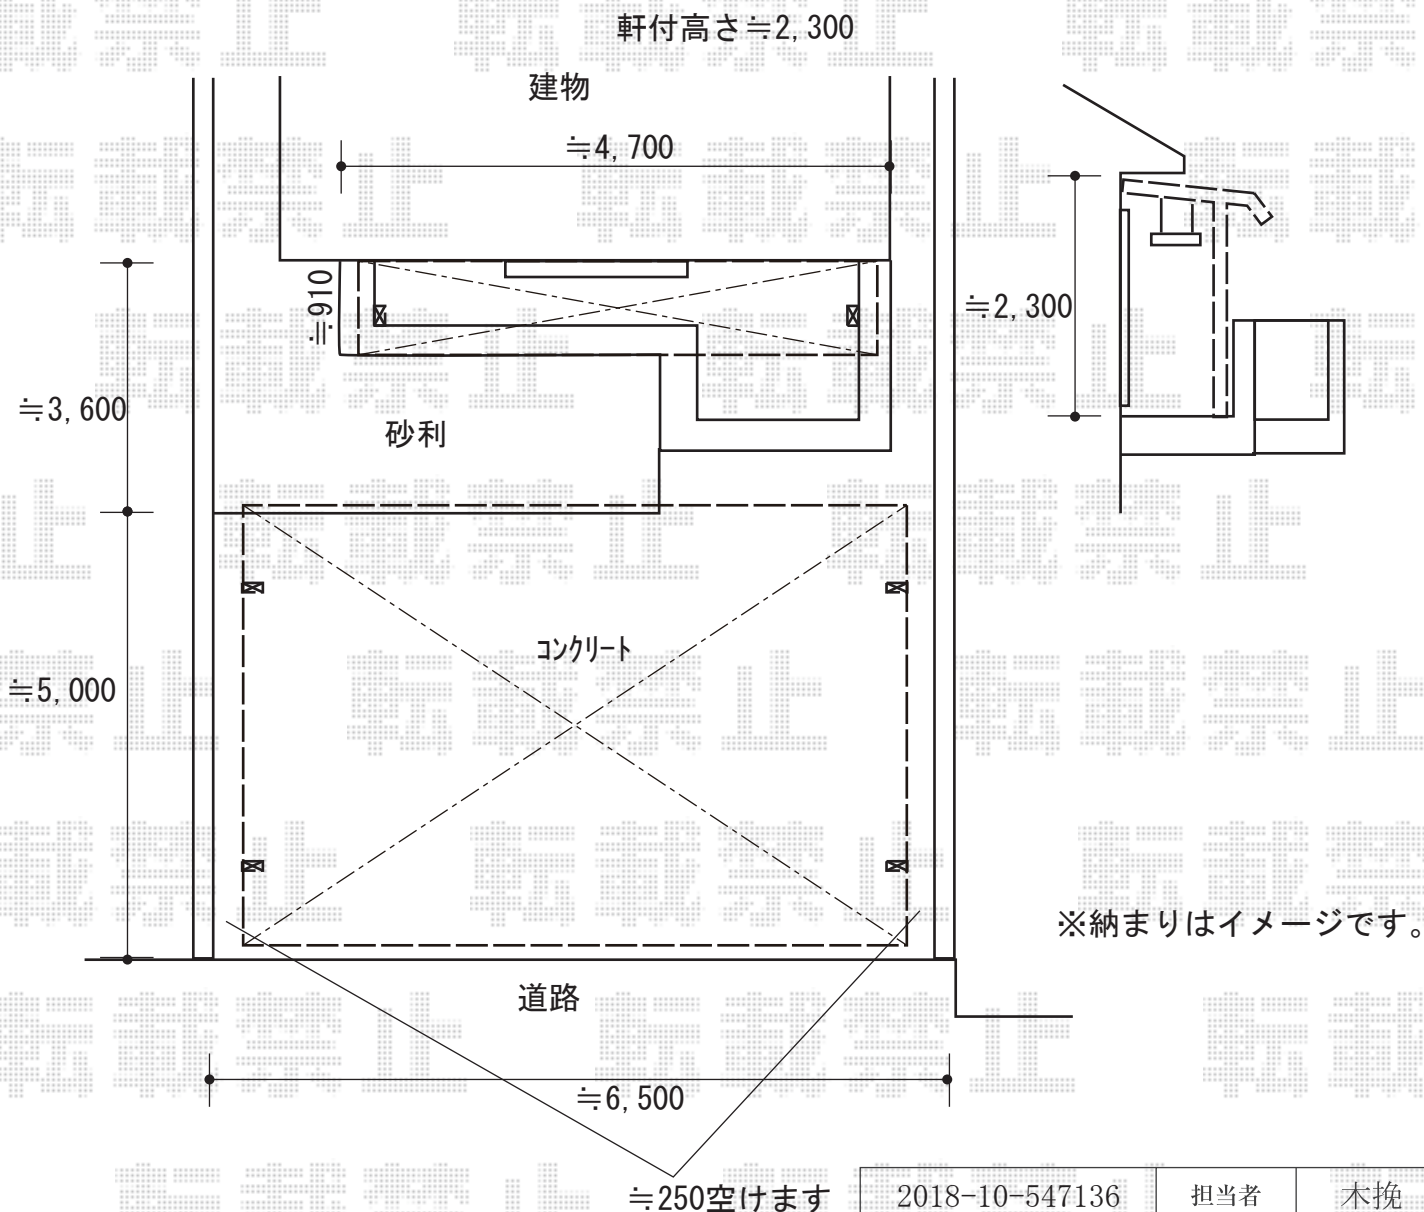 軒付高さ≒2,300
建物
≒4,700
≒910
≒2,300
≒3,600
砂利
コンクリート
≒5,000
※納まりはイメージです。
道路
≒6,500
≒250空けます
2018-10-547136 担当者 木挽
転載禁止